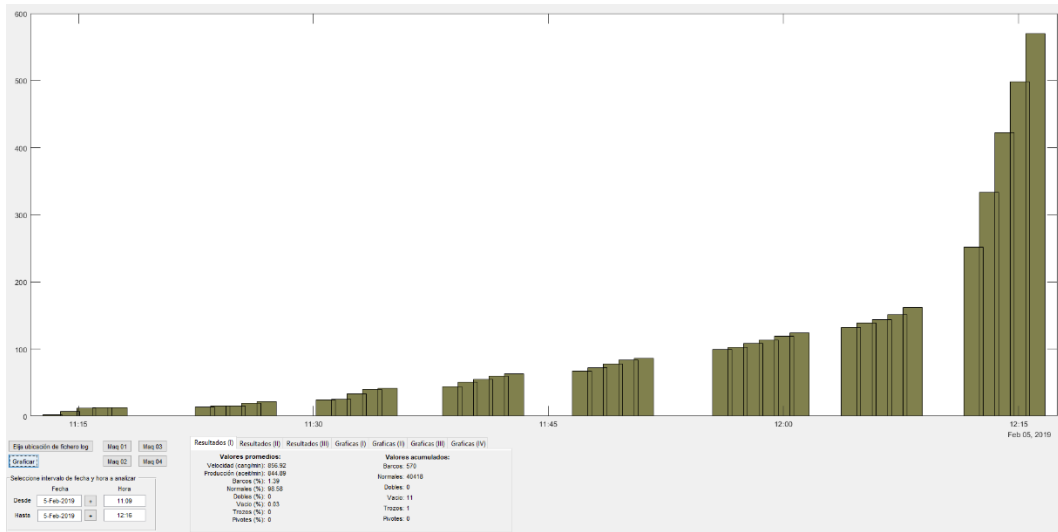 600
500
400
300
200
100
0
11:15
11:30
11:45
12:00
12:15
Feb 05, 2019
Elija ubicación de fichero log
Maq 01
Maq 03
Graficar
Maq 02
Maq 04
Seleccione intervalo de fecha y hora a analizar
Fecha Hora
Desde 5-Feb-2019 11:09
Hasta 5-Feb-2019 12:16
Resultados (I) Resultados (II) Resultados (III) Graficas (I) Graficas (II) Graficas (III) Graficas (IV)
Valores promedios:
Velocidad (cang/min): 856.92
Producción (aceit/min): 844.89
Barcos (%): 1.39
Normales (%): 98.58
Dobles (%): 0
Vacío (%): 0.03
Trozos (%): 0
Pivotes (%): 0
Valores acumulados:
Barcos: 570
Normales: 40418
Dobles: 0
Vacío: 11
Trozos: 1
Pivotes: 0